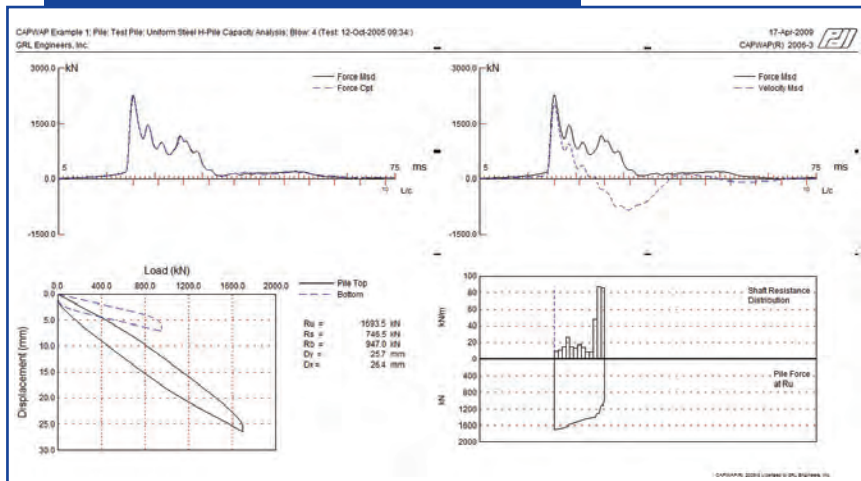 CAPWAP Example 1; Pile: Test Pile; Uniform Steel H-Pile Capacity Analysis; Blow: 4 (Test: 12-Oct-2005 09:34:)
17-Apr-2009
GRL Engineers, Inc.
CAPWAP(R) 2006-3
3000.0
kN
Force Msd
Force Cpt
1500.0
5
75
ms
0.0
L/c
-1500.0
3000.0
kN
Force Msd
Velocity Msd
1500.0
5
75
ms
0.0
L/c
-1500.0
Load (kN)
0.0 400.0 800.0 1200.0 1600.0 2000.0
0.0
5.0
10.0
15.0
20.0
25.0
30.0
Displacement (mm)
Pile Top
Bottom
Ru = 1693.5 kN
Rs = 746.5 kN
Rb = 947.0 kN
Dy = 25.7 mm
Dx = 26.4 mm
100
80
60
40
20
0
kN/m
Shaft Resistance
Distribution
400
800
1200
1600
2000
kN
Pile Force
at Ru